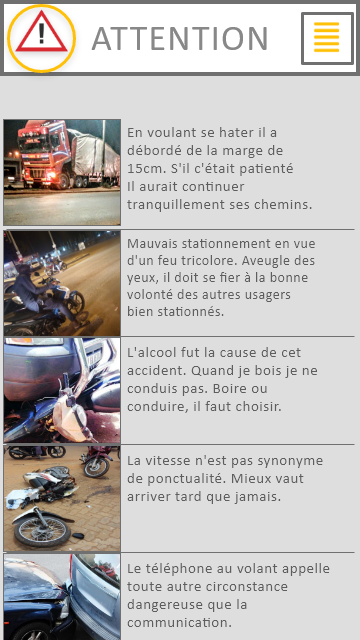 ATTENTION
En voulant se hater il a
débordé de la marge de
15cm. S'il c'était patienté
Il aurait continuer
tranquillement ses chemins.
Mauvais stationnement en vue
d'un feu tricolore. Aveugle des
yeux, il doit se fier à la bonne
volonté des autres usagers
bien stationnés.
L'alcool fut la cause de cet
accident. Quand je bois je ne
conduis pas. Boire ou
conduire, il faut choisir.
La vitesse n'est pas synonyme
de ponctualité. Mieux vaut
arriver tard que jamais.
Le téléphone au volant appelle
toute autre circonstance
dangereuse que la
communication.